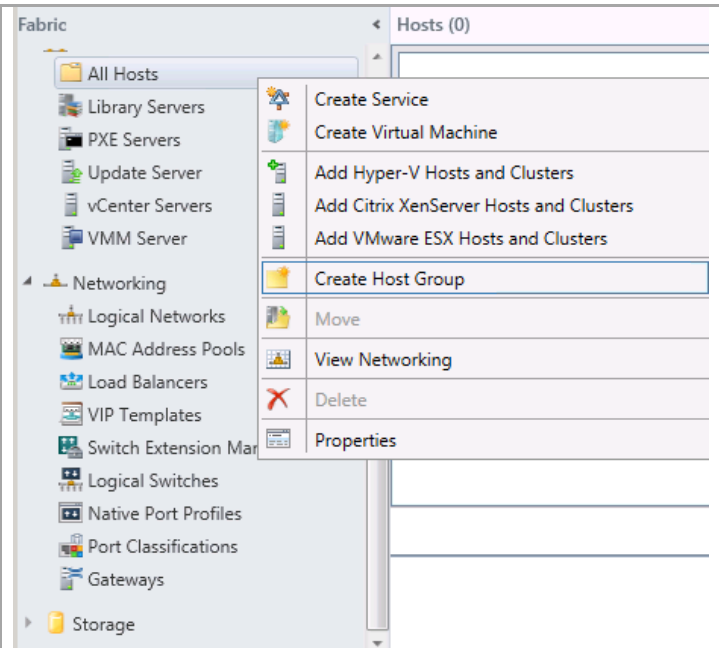 Fabric
Hosts (0)
All Hosts
Library Servers
PXE Servers
Update Server
vCenter Servers
VMM Server
Networking
Logical Networks
MAC Address Pools
Load Balancers
VIP Templates
Switch Extension Mar
Logical Switches
Native Port Profiles
Port Classifications
Gateways
Storage
Create Service
Create Virtual Machine
Add Hyper-V Hosts and Clusters
Add Citrix XenServer Hosts and Clusters
Add VMware ESX Hosts and Clusters
Create Host Group
Move
View Networking
Delete
Properties